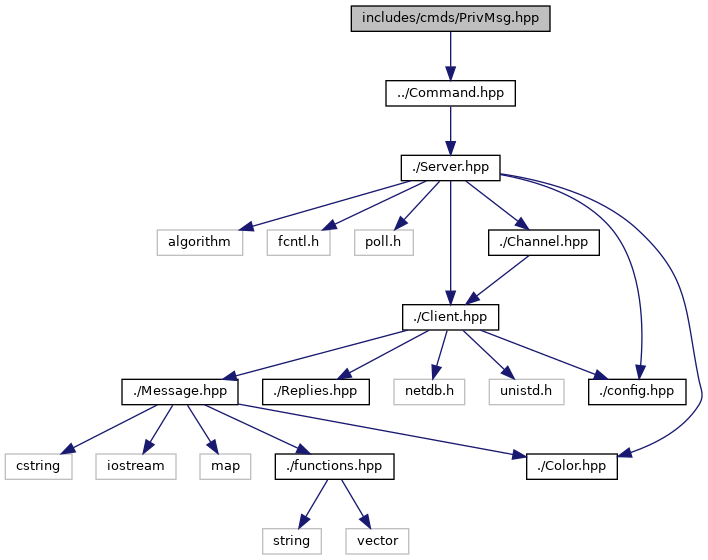 includes/cmds/PrivMsg.hpp
../Command.hpp
./Server.hpp
algorithm
fcntl.h
poll.h
./Channel.hpp
./Client.hpp
./Message.hpp
./Replies.hpp
netdb.h
unistd.h
./config.hpp
cstring
iostream
map
./functions.hpp
./Color.hpp
string
vector